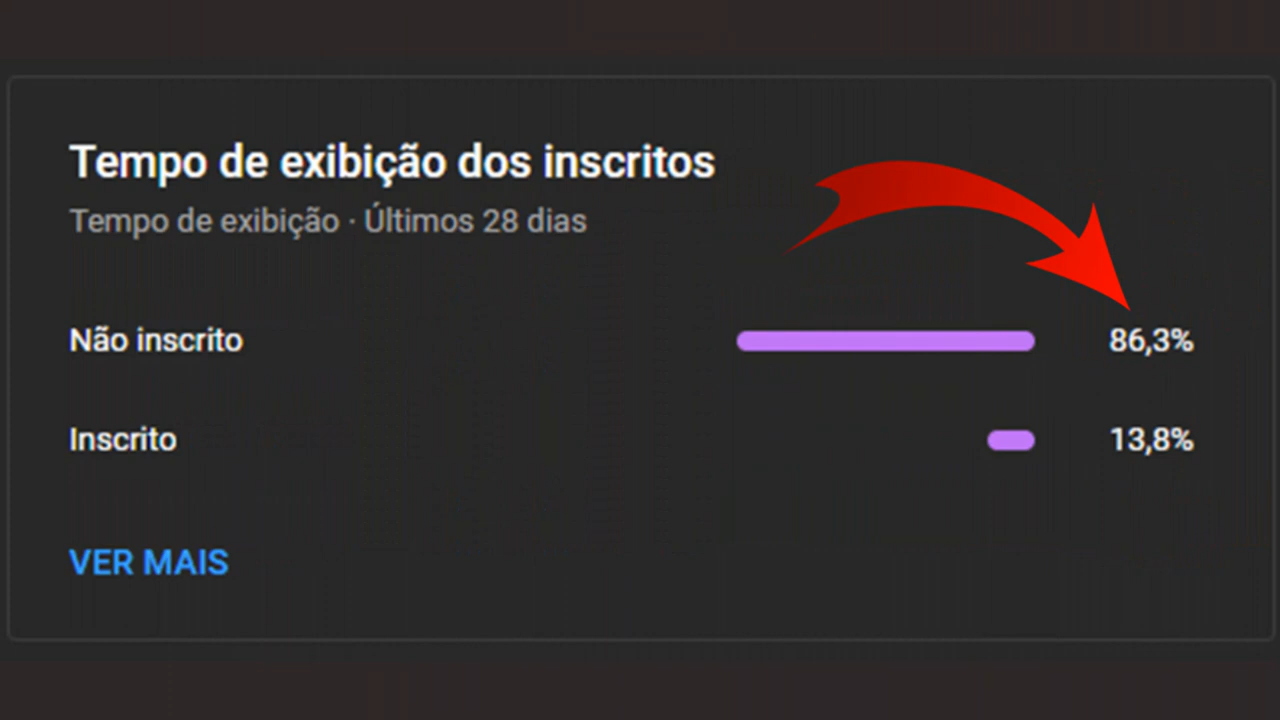 Tempo de exibição dos inscritos
Tempo de exibição · Últimos 28 dias
Não inscrito 86,3%
Inscrito 13,8%
VER MAIS